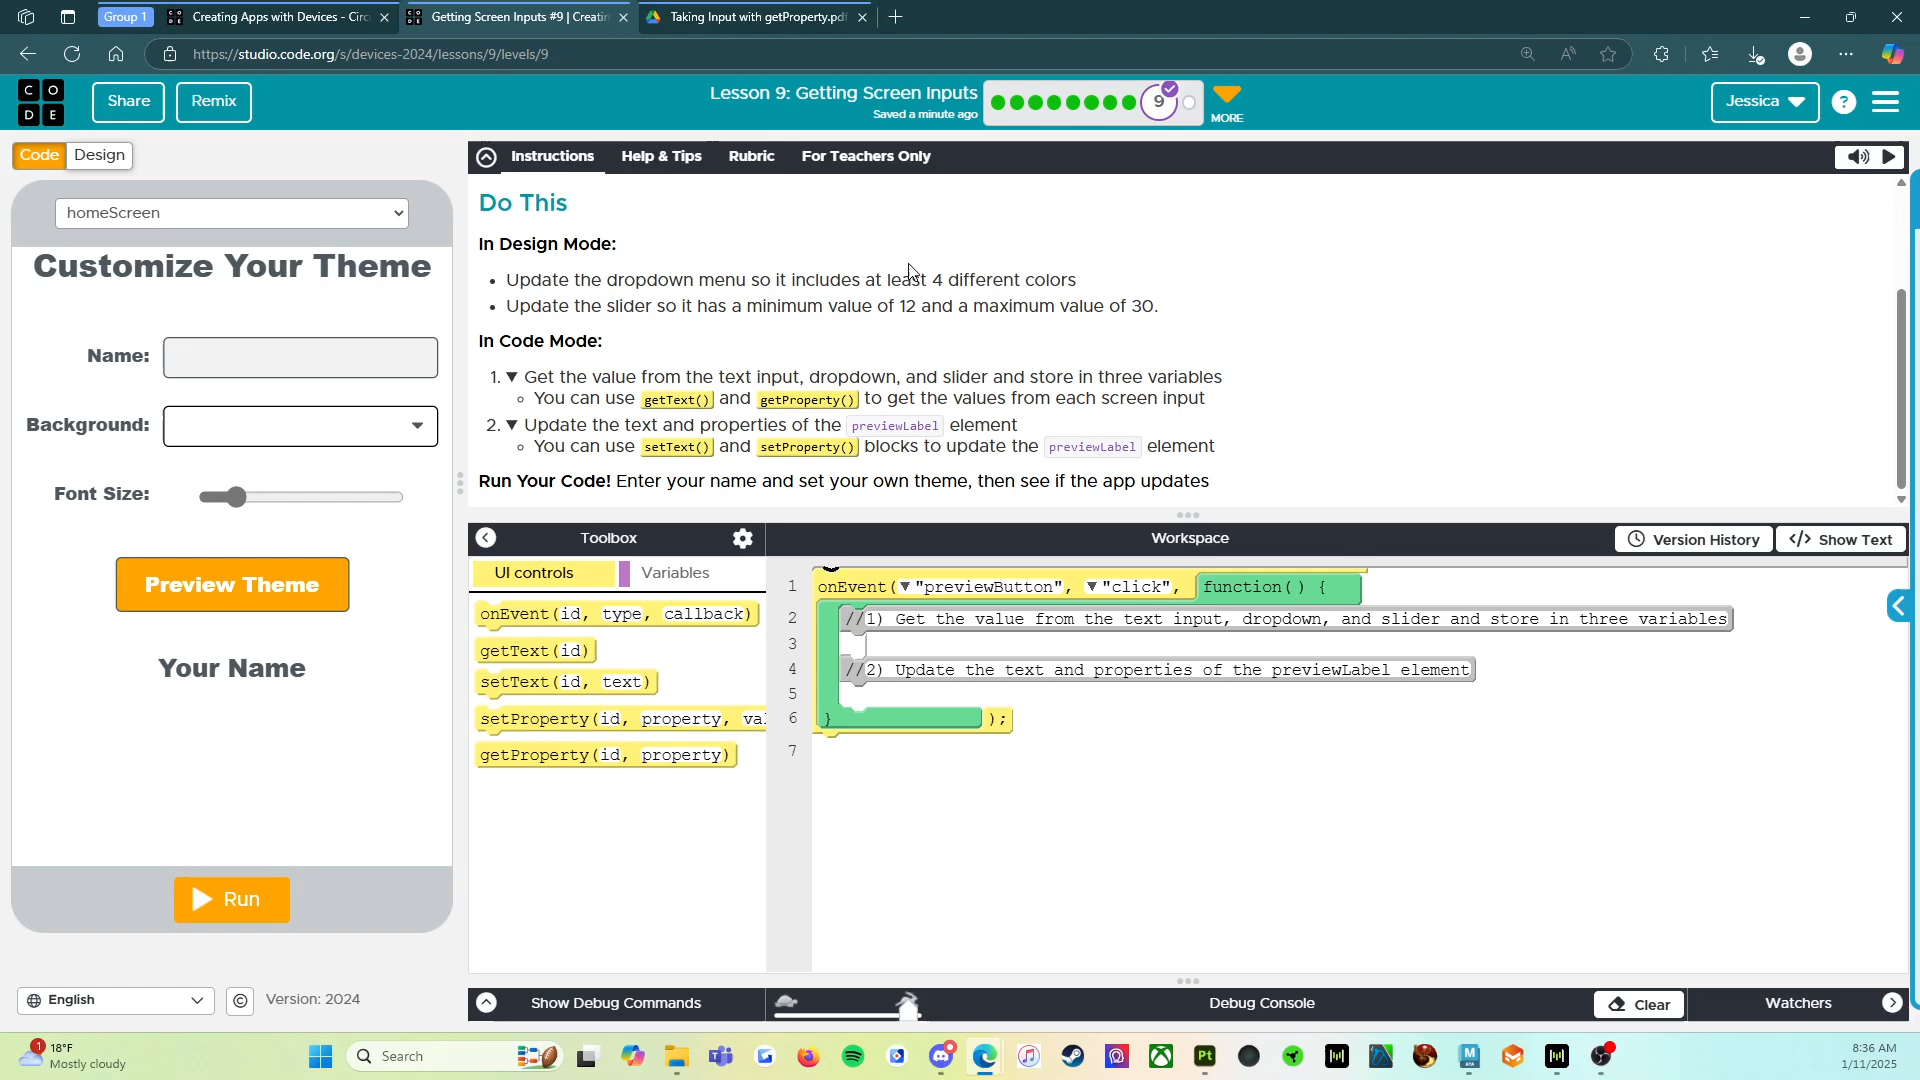 Group 1
Creating Apps with Devices - Circ
Getting Screen Inputs #9 | Creatin
Taking Input with getProperty.pdf
https://studio.code.org/s/devices-2024/lessons/9/levels/9
C O D E
Share
Remix
Lesson 9: Getting Screen Inputs
Saved a minute ago
9
MORE
Jessica
?
Code
Design
Instructions
Help & Tips
Rubric
For Teachers Only
homeScreen
Customize Your Theme
Name:
Background:
Font Size:
Preview Theme
Your Name
Run
Do This
In Design Mode:
• Update the dropdown menu so it includes at least 4 different colors
• Update the slider so it has a minimum value of 12 and a maximum value of 30.
In Code Mode:
1. ▼ Get the value from the text input, dropdown, and slider and store in three variables
You can use getText() and getProperty() to get the values from each screen input
2. ▼ Update the text and properties of the previewLabel element
You can use setText() and setProperty() blocks to update the previewLabel element
Run Your Code! Enter your name and set your own theme, then see if the app updates
Toolbox
Workspace
Version History
</> Show Text
UI controls
Variables
onEvent(id, type, callback)
getText(id)
setText(id, text)
setProperty(id, property, val
getProperty(id, property)
1 onEvent(▼"previewButton", ▼"click", function() {
2 //1) Get the value from the text input, dropdown, and slider and store in three variables
3
4 //2) Update the text and properties of the previewLabel element
5
6 } );
7
English
©
Version: 2024
Show Debug Commands
Debug Console
Clear
Watchers
1
18°F
Mostly cloudy
Search
Pt
M
8:36 AM
1/11/2025